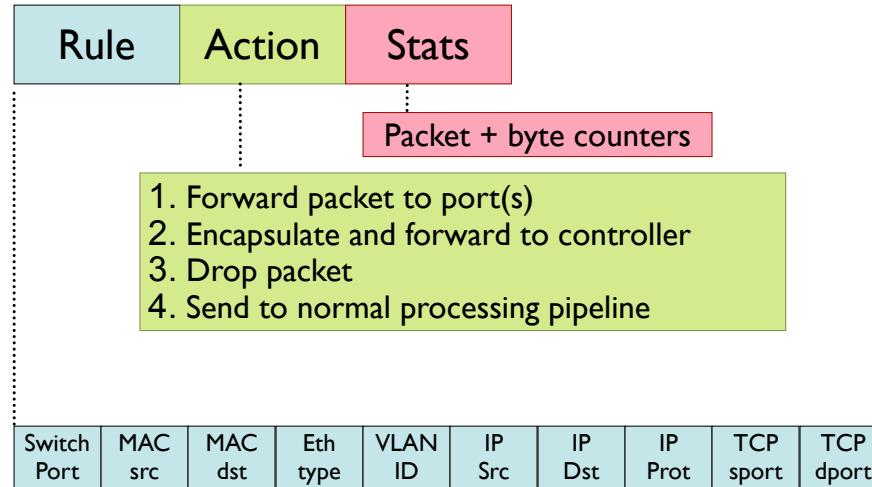 Rule Action Stats
Packet + byte counters
1. Forward packet to port(s)
2. Encapsulate and forward to controller
3. Drop packet
4. Send to normal processing pipeline
Switch Port
MAC src
MAC dst
Eth type
VLAN ID
IP Src
IP Dst
IP Prot
TCP sport
TCP dport